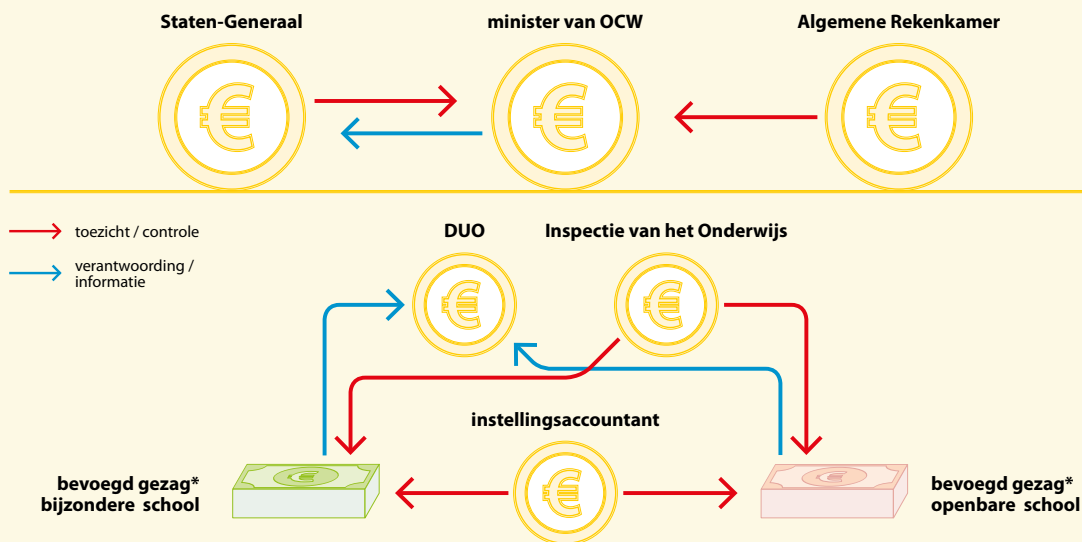 Staten-Generaal
minister van OCW
Algemene Rekenkamer
toezicht / controle
verantwoording /
informatie
DUO
Inspectie van het Onderwijs
instellingsaccountant
bevoegd gezag*
bijzondere school
bevoegd gezag*
openbare school